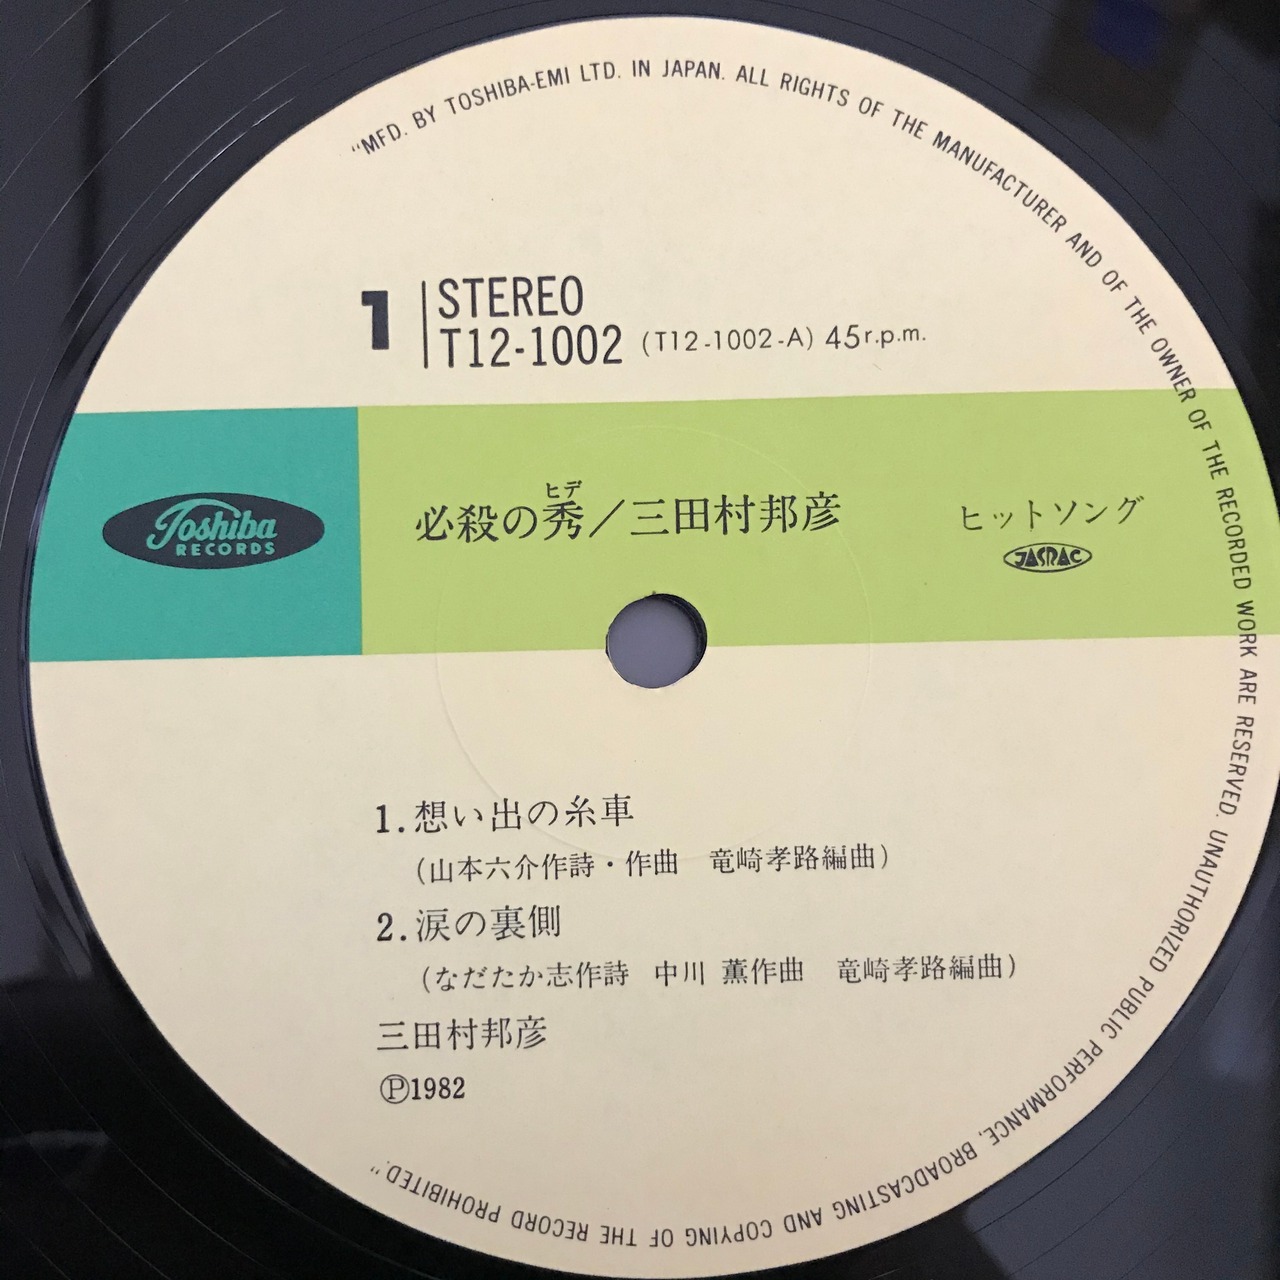 “MFD. BY TOSHIBA-EMI LTD. IN JAPAN. ALL RIGHTS OF THE MANUFACTURER AND OF THE OWNER OF THE RECORDED WORK ARE RESERVED. UNAUTHORIZED PUBLIC PERFORMANCE, BROADCASTING AND COPYING OF THE RECORD PROHIBITED.”
1 STEREO
T12-1002 (T12-1002-A) 45r.p.m.
Toshiba
RECORDS
ヒデ
必殺の秀／三田村邦彦
ヒットソング
JASRAC
1.想い出の糸車
(山本六介作詩・作曲 竜崎孝路編曲)
2.涙の裏側
(なだたか志作詩 中川 薫作曲 竜崎孝路編曲)
三田村邦彦
Ⓟ1982